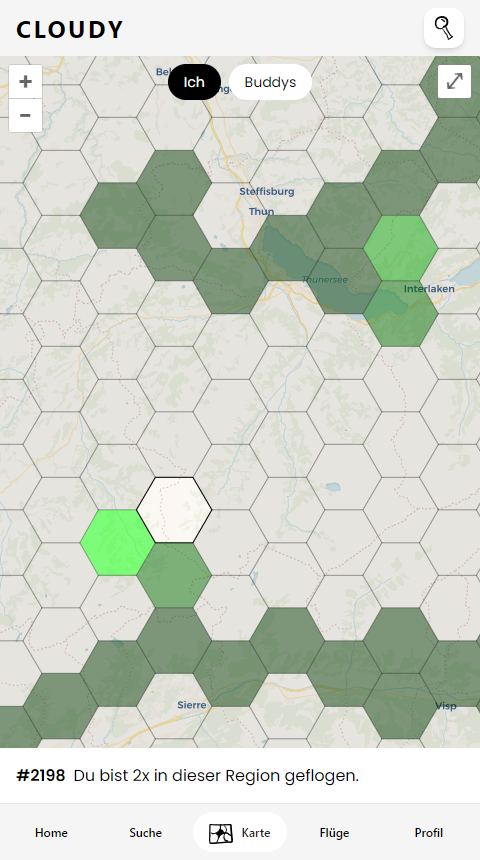 CLOUDY
+
Ich
Buddys
−
Steffisburg
Thun
Thunersee
Interlaken
Sierre
Visp
#2198 Du bist 2x in dieser Region geflogen.
Home
Suche
Karte
Flüge
Profil